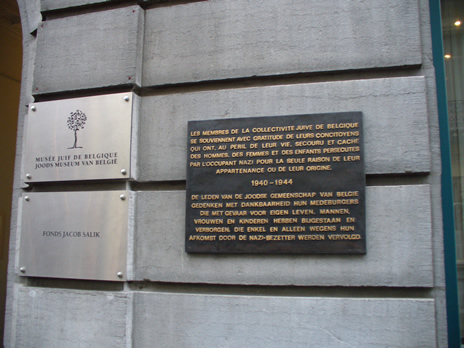 MUSÉE JUIF DE BELGIQUE
JOODS MUSEUM VAN BELGIË
FONDS JACOB SALIK
LES MEMBRES DE LA COLLECTIVITE JUIVE DE BELGIQUE
SE SOUVIENNENT AVEC GRATITUDE DE LEURS CONCITOYENS
QUI ONT, AU PERIL DE LEUR VIE, SECOURU ET CACHE
DES HOMMES, DES FEMMES ET DES ENFANTS PERSECUTES
PAR L'OCCUPANT NAZI POUR LA SEULE RAISON DE LEUR
APPARTENANCE OU DE LEUR ORIGINE.
1940-1944
DE LEDEN VAN DE JOODSE GEMEENSCHAP VAN BELGIE
GEDENKEN MET DANKBAARHEID HUN MEDEBURGERS
DIE MET GEVAAR VOOR EIGEN LEVEN, MANNEN,
VROUWEN EN KINDEREN HEBBEN BIJGESTAAN EN
VERBORGEN, DIE ENKEL EN ALLEEN WEGENS HUN
AFKOMST DOOR DE NAZI-BEZETTER WERDEN VERVOLGD.